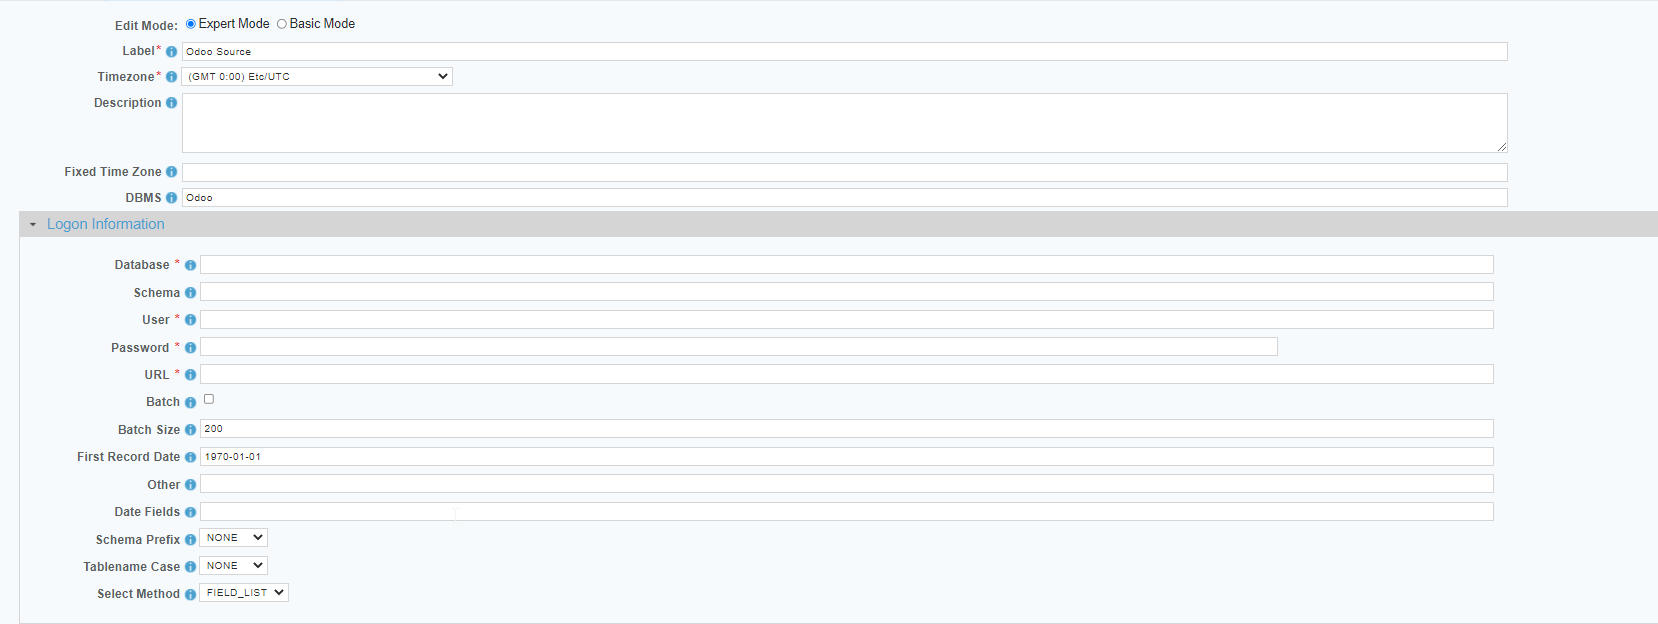 Edit Mode: Expert Mode Basic Mode
Label* Odoo Source
Timezone* (GMT 0:00) Etc/UTC
Description
Fixed Time Zone
DBMS Odoo
Logon Information
Database *
Schema
User *
Password *
URL *
Batch
Batch Size 200
First Record Date 1970-01-01
Other
Date Fields
Schema Prefix NONE
Tablename Case NONE
Select Method FIELD_LIST